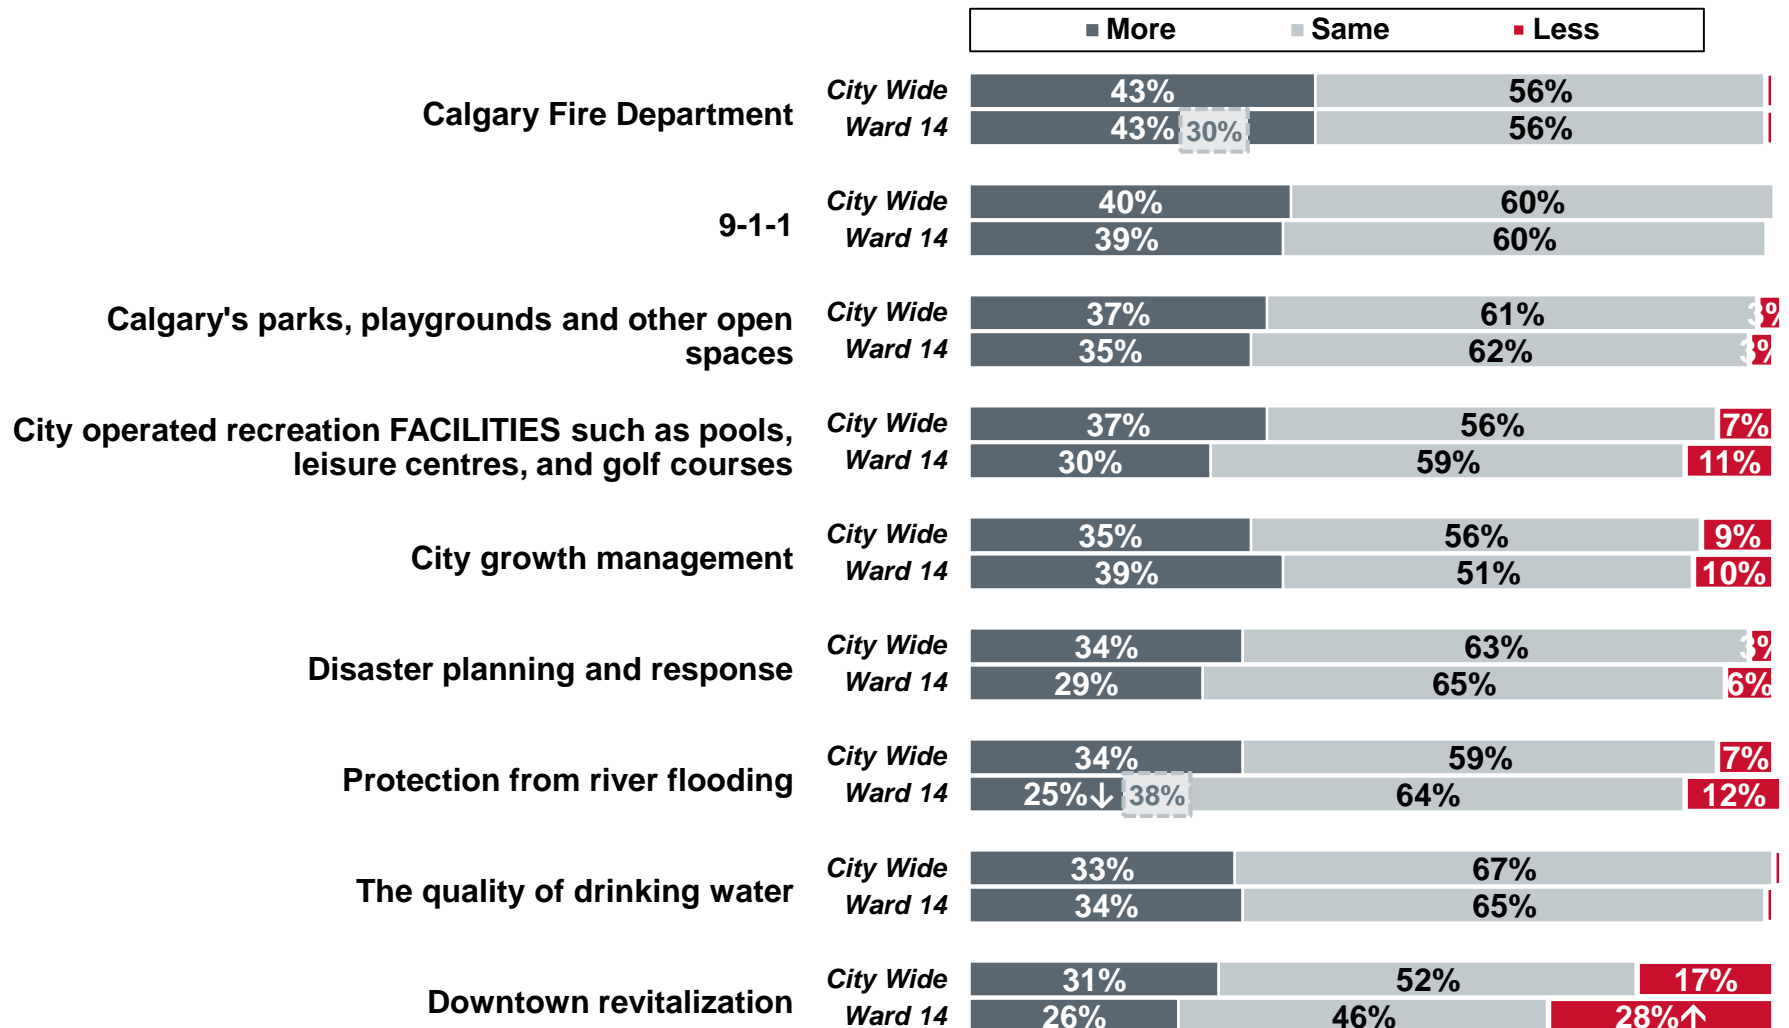 More Same Less
City Wide 43% 56%
Calgary Fire Department
Ward 14 43% 30% 56%
City Wide 40% 60%
9-1-1
Ward 14 39% 60%
City Wide 37% 61% 3%
Calgary's parks, playgrounds and other open
spaces
Ward 14 35% 62% 3%
City Wide 37% 56% 7%
City operated recreation FACILITIES such as pools,
leisure centres, and golf courses
Ward 14 30% 59% 11%
City Wide 35% 56% 9%
City growth management
Ward 14 39% 51% 10%
City Wide 34% 63% 3%
Disaster planning and response
Ward 14 29% 65% 6%
City Wide 34% 59% 7%
Protection from river flooding
Ward 14 25%↓ 38% 64% 12%
City Wide 33% 67%
The quality of drinking water
Ward 14 34% 65%
City Wide 31% 52% 17%
Downtown revitalization
Ward 14 26% 46% 28%↑